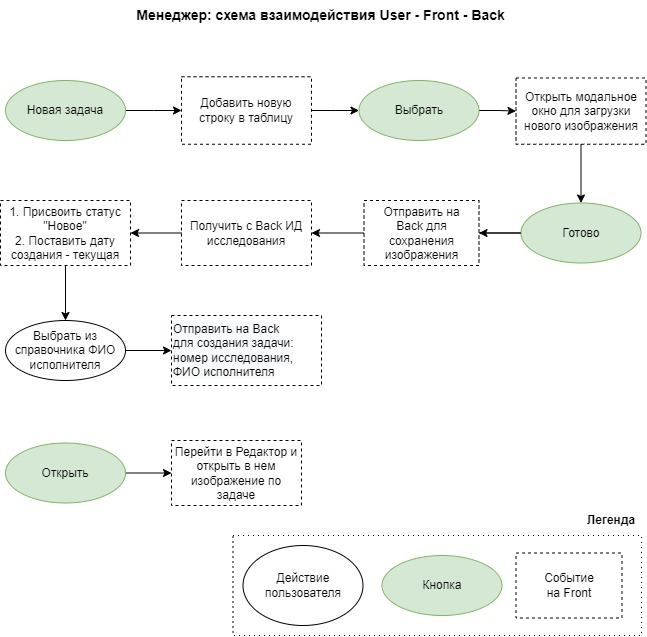 Менеджер: схема взаимодействия User - Front - Back
Новая задача
Добавить новую
строку в таблицу
Выбрать
Открыть модальное
окно для загрузки
нового изображения
Готово
Отправить на
Back для
сохранения
изображения
Получить с Back ИД
исследования
1. Присвоить статус
"Новое"
2. Поставить дату
создания - текущая
Выбрать из
справочника ФИО
исполнителя
Отправить на Back
для создания задачи:
номер исследования,
ФИО исполнителя
Открыть
Перейти в Редактор и
открыть в нем
изображение по
задаче
Легенда
Действие
пользователя
Кнопка
Событие
на Front